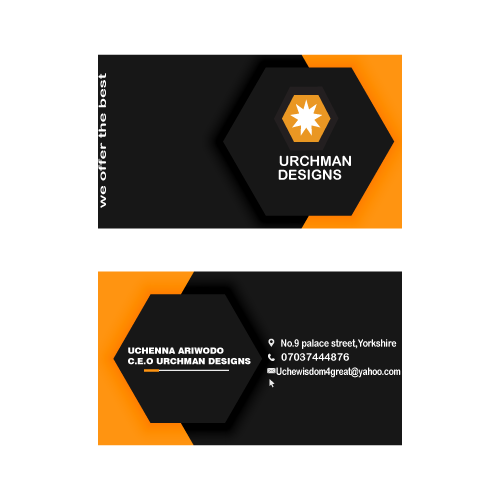 we offer the best
URCHMAN
DESIGNS
UCHENNA ARIWODO
C.E.O URCHMAN DESIGNS
No.9 palace street,Yorkshire
07037444876
Uchewisdom4great@yahoo.com